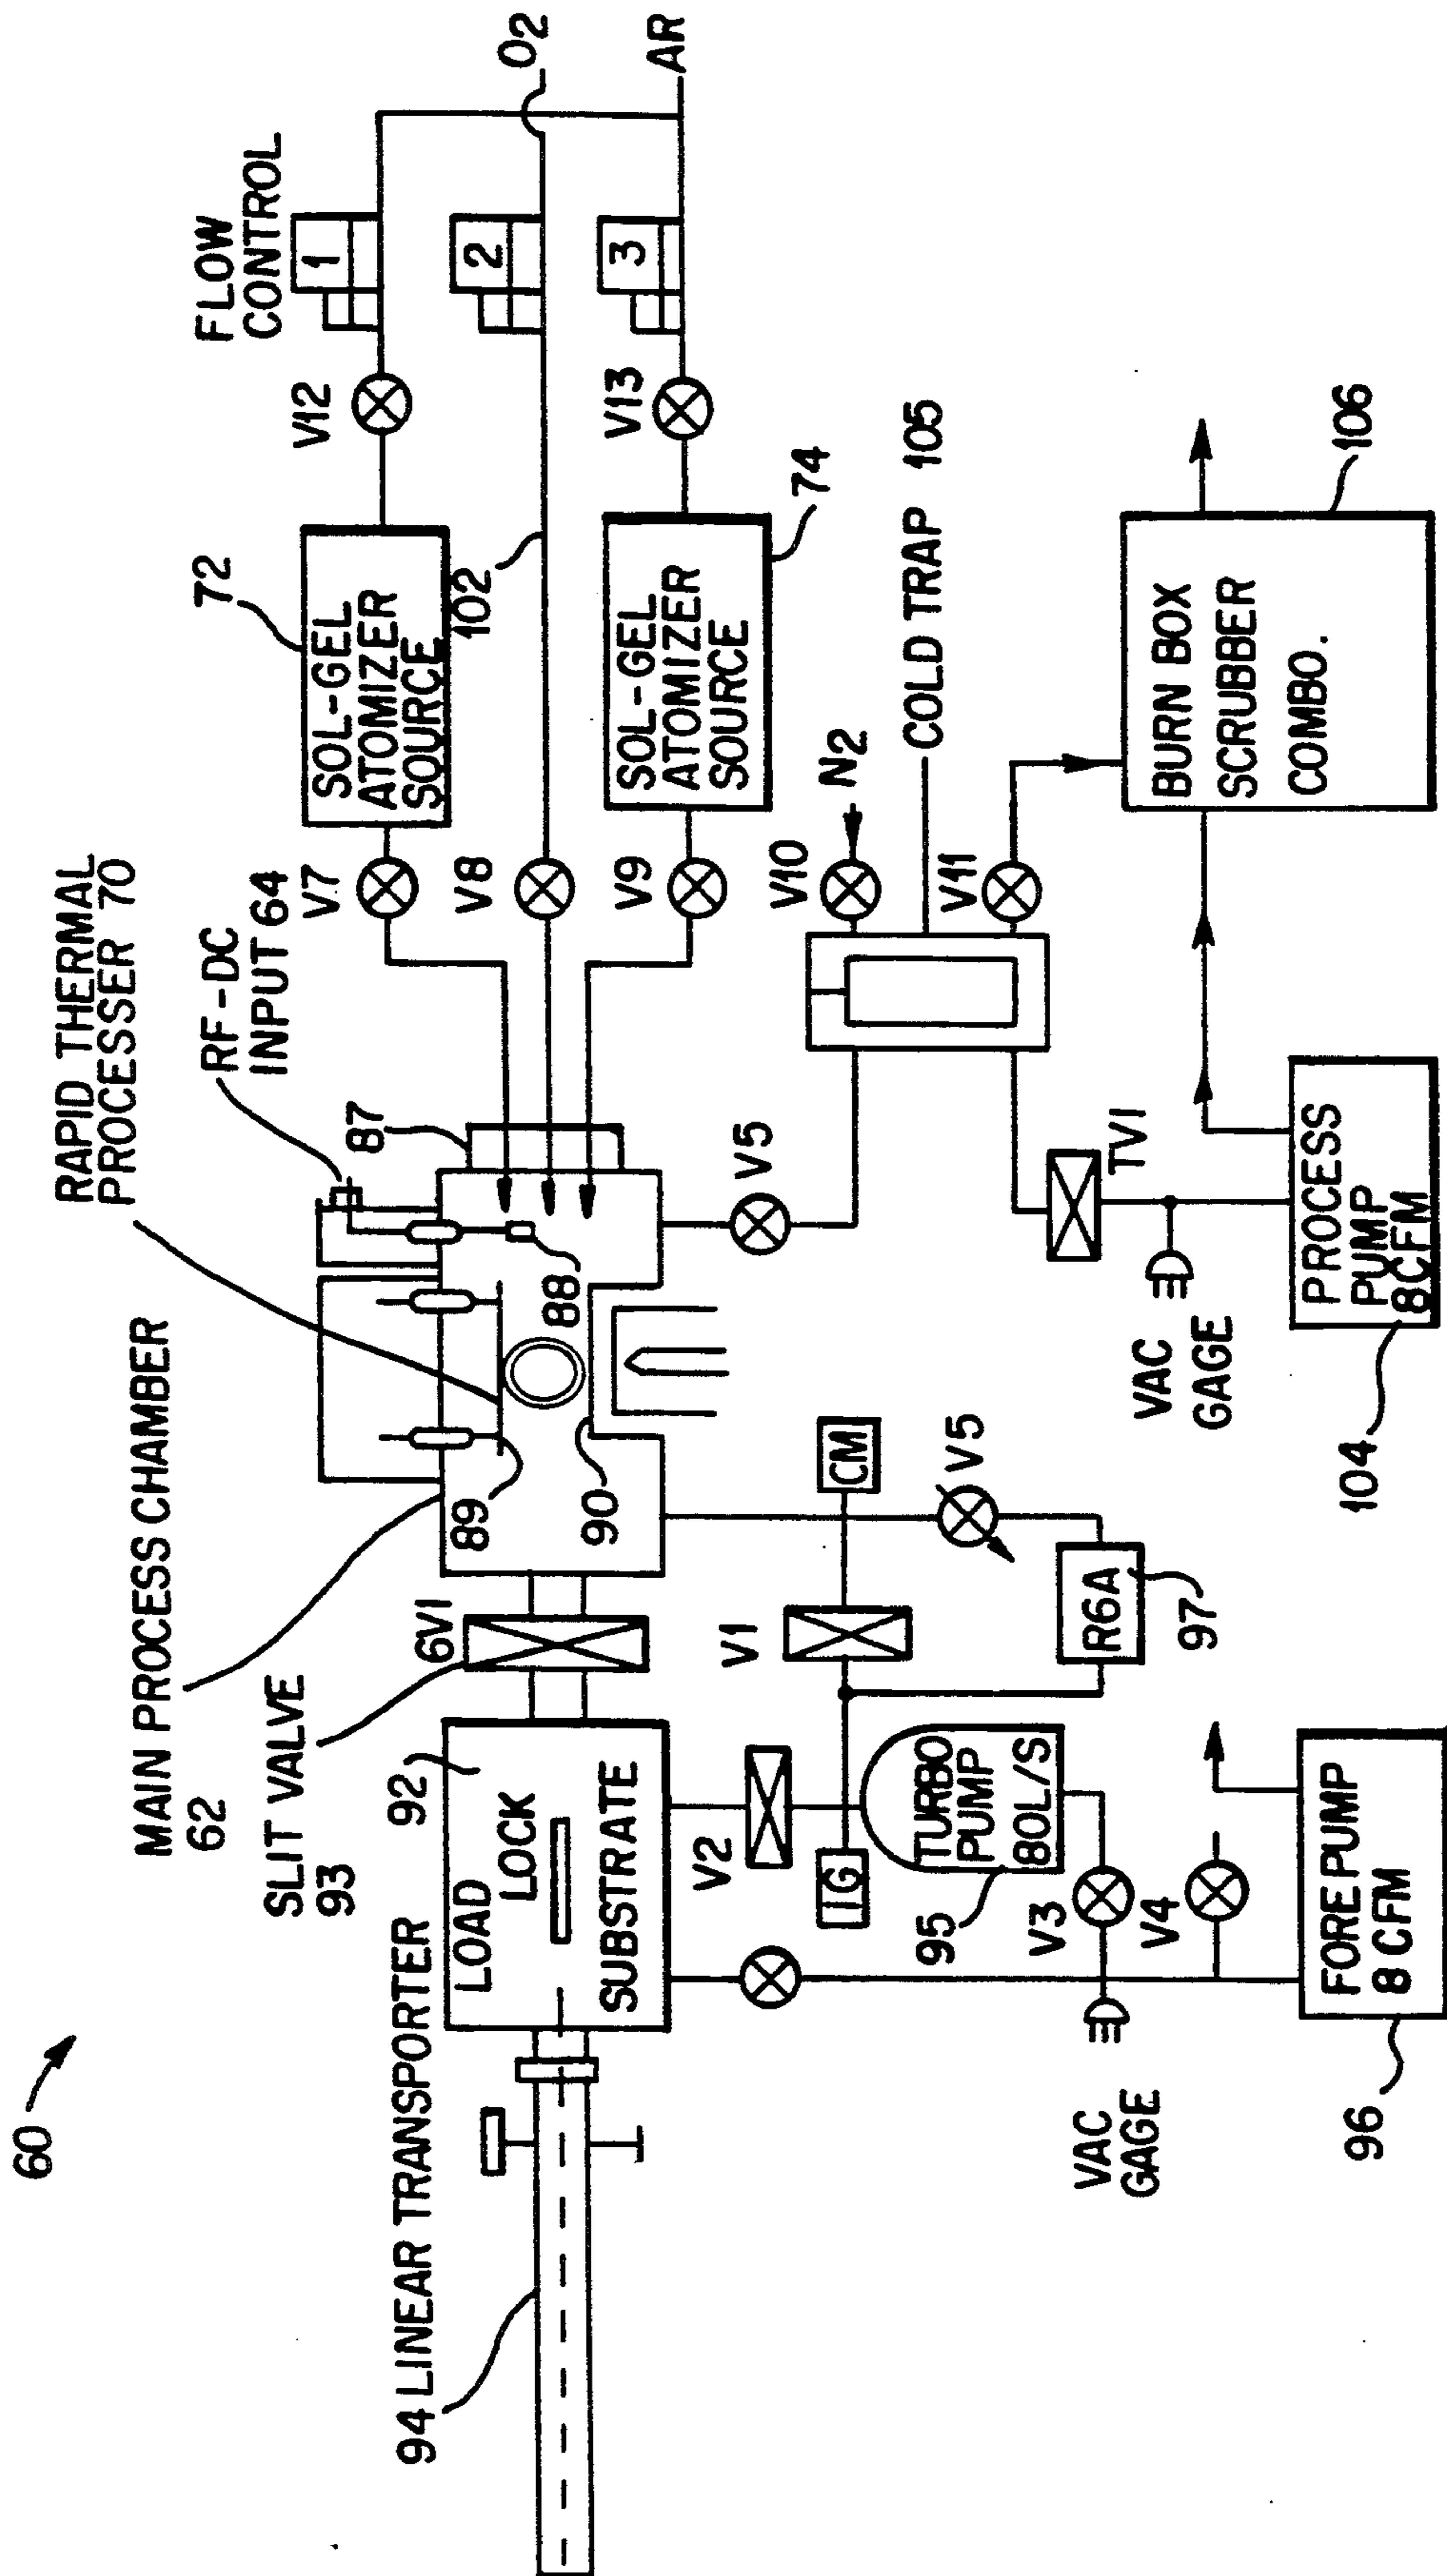 60
94 LINEAR TRANSPORTER
SLIT VALVE
93
MAIN PROCESS CHAMBER
62
RAPID THERMAL
PROCESSER 70
RF-DC
INPUT 64
72
FLOW
CONTROL
LOAD
LOCK
92
SUBSTRATE
6V1
89
90
88
87
V7
V8
V9
SOL-GEL
ATOMIZER
SOURCE
102
SOL-GEL
ATOMIZER
SOURCE
74
V12
V13
1
2
3
O2
AR
V2
IG
TURBO
PUMP
80L/S
95
V1
CM
V5
R6A
97
V5
V10
N2
V11
COLD TRAP 105
V3
V4
VAC
GAGE
FOREPUMP
8 CFM
96
TV1
VAC
GAGE
PROCESS
PUMP
8CFM
104
BURN BOX
SCRUBBER
COMBO.
106